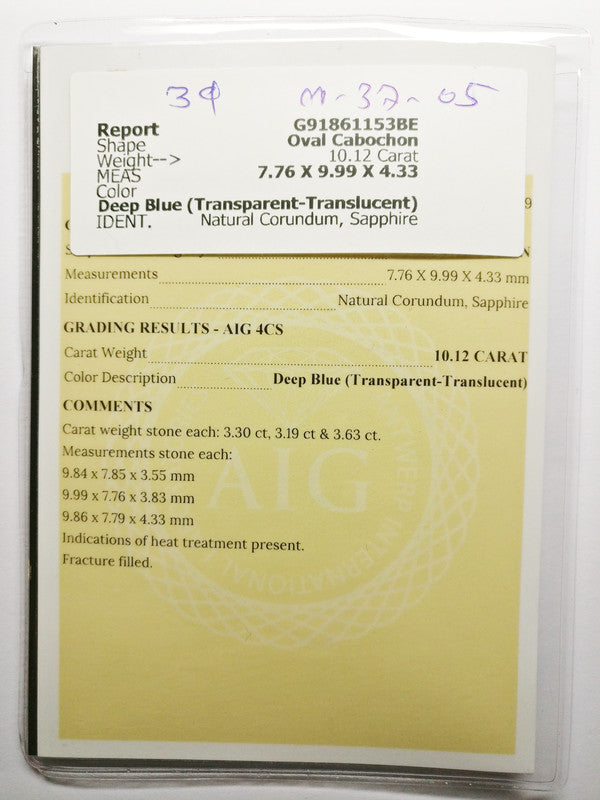 3φ m-32-05
Report G91861153BE
Shape Oval Cabochon
Weight--> 10.12 Carat
MEAS 7.76 X 9.99 X 4.33
Color
Deep Blue (Transparent-Translucent)
IDENT. Natural Corundum, Sapphire
9
N
Measurements 7.76 X 9.99 X 4.33 mm
Identification Natural Corundum, Sapphire
GRADING RESULTS - AIG 4CS
Carat Weight 10.12 CARAT
Color Description Deep Blue (Transparent-Translucent)
COMMENTS
Carat weight stone each: 3.30 ct, 3.19 ct & 3.63 ct.
Measurements stone each:
9.84 x 7.85 x 3.55 mm
9.99 x 7.76 x 3.83 mm
9.86 x 7.79 x 4.33 mm
Indications of heat treatment present.
Fracture filled.
AIG